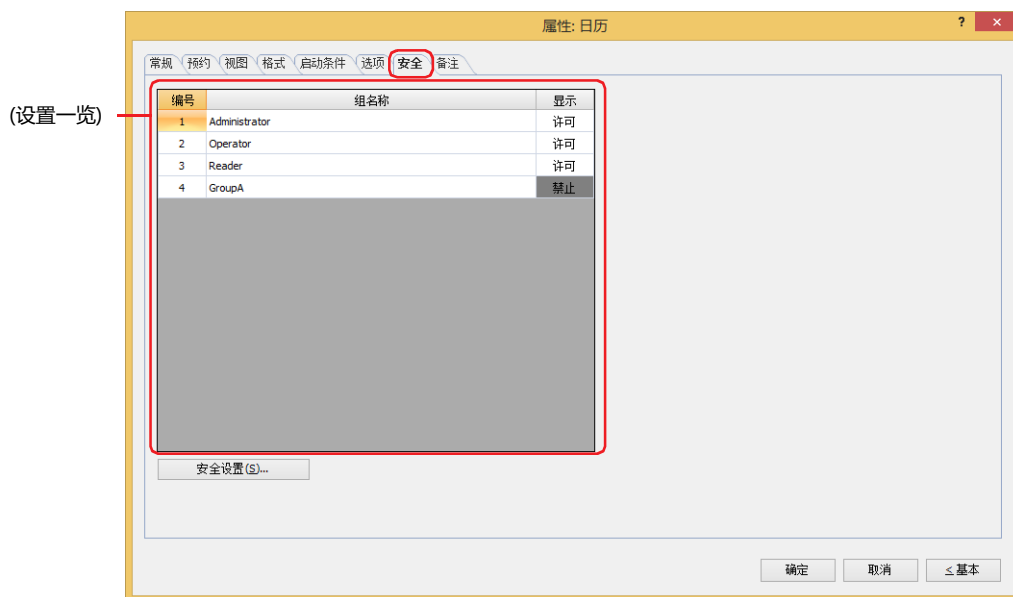 属性: 日历
?
×
常规 预约 视图 格式 启动条件 选项 安全 备注
(设置一览)
编号 组名称 显示
1 Administrator 许可
2 Operator 许可
3 Reader 许可
4 GroupA 禁止
安全设置(S)...
确定 取消 ≤基本